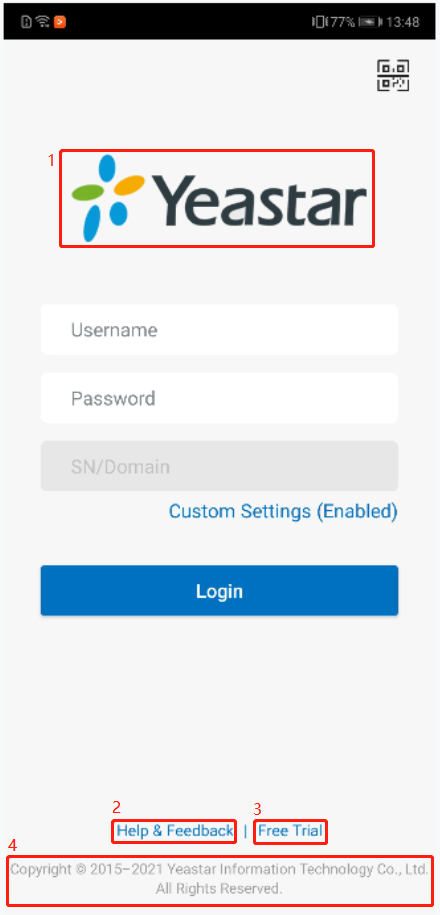 77% 13:48
1
Yeastar
Username
Password
SN/Domain
Custom Settings (Enabled)
Login
2 3
Help & Feedback | Free Trial
4
Copyright © 2015–2021 Yeastar Information Technology Co., Ltd.
All Rights Reserved.